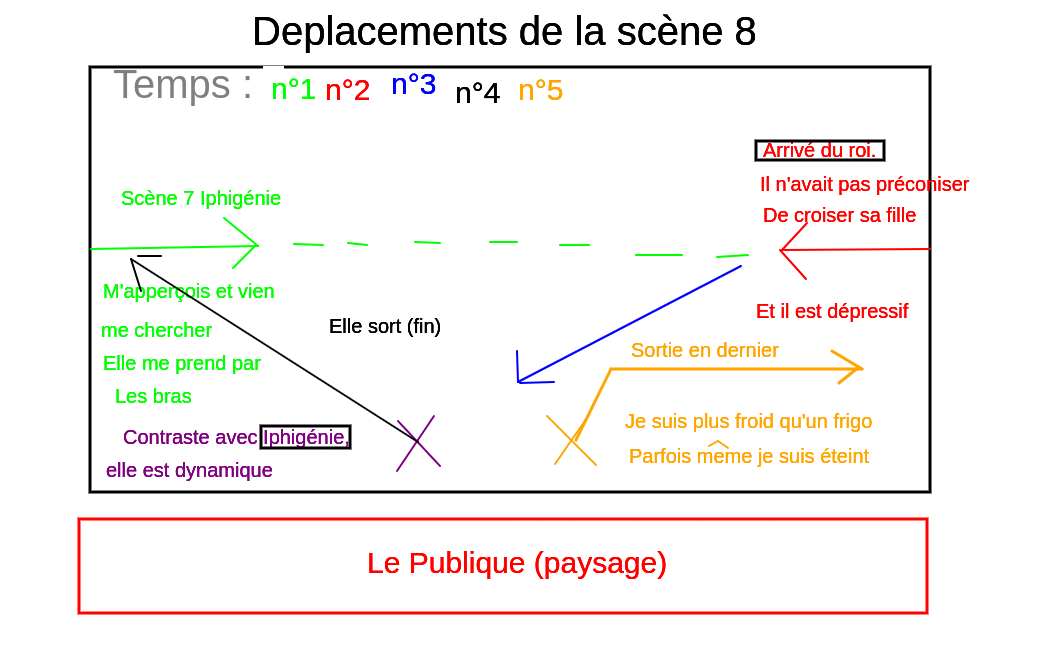 Deplacements de la scène 8
Temps : n°1 n°2 n°3 n°4 n°5
Arrivé du roi.
Il n'avait pas préconiser
De croiser sa fille
Scène 7 Iphigénie
M'apperçois et vien
me chercher
Elle me prend par
Les bras
Elle sort (fin)
Et il est dépressif
Sortie en dernier
Contraste avec Iphigénie,
elle est dynamique
Je suis plus froid qu'un frigo
Parfois même je suis éteint
Le Publique (paysage)